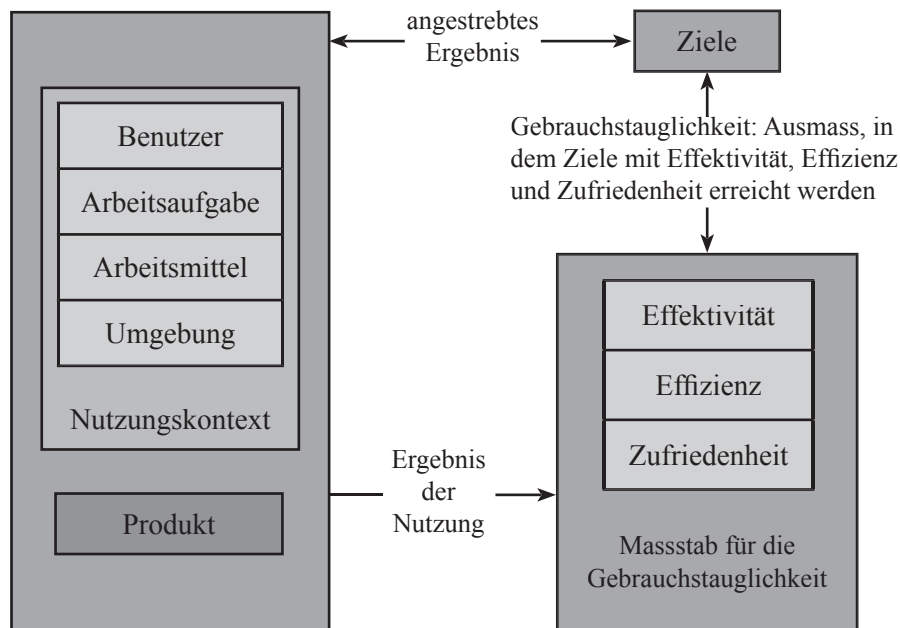 angestrebtes
Ergebnis
Ziele
Benutzer
Arbeitsaufgabe
Arbeitsmittel
Umgebung
Nutzungskontext
Produkt
Gebrauchstauglichkeit: Ausmass, in
dem Ziele mit Effektivität, Effizienz
und Zufriedenheit erreicht werden
Ergebnis
der
Nutzung
Effektivität
Effizienz
Zufriedenheit
Massstab für die
Gebrauchstauglichkeit